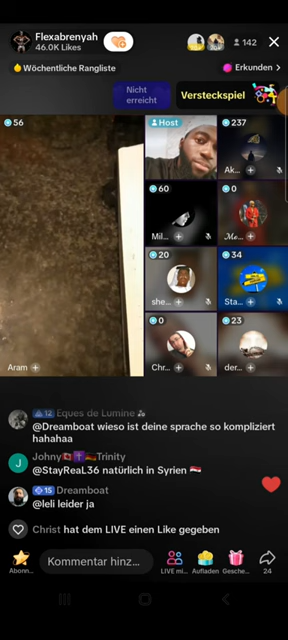 Flexabrenyah
46.0K Likes
142
Wöchentliche Rangliste
Erkunden >
Nicht
erreicht
Versteckspiel
56
Host
237
Ak...
60
Mil...
0
Me...
20
she...
34
Sta...
0
Chr...
23
der...
Aram
12 Eques de Lumine
@Dreamboat wieso ist deine sprache so kompliziert
hahahaa
J
Johny🇨🇦✝️🇩🇪Trinity
@StayReaL36 natürlich in Syrien 🇸🇾
15 Dreamboat
@leli leider ja
Christ hat dem LIVE einen Like gegeben
Kommentar hinz...
Abonn...
LIVE mi...
Aufladen
Gesche...
24